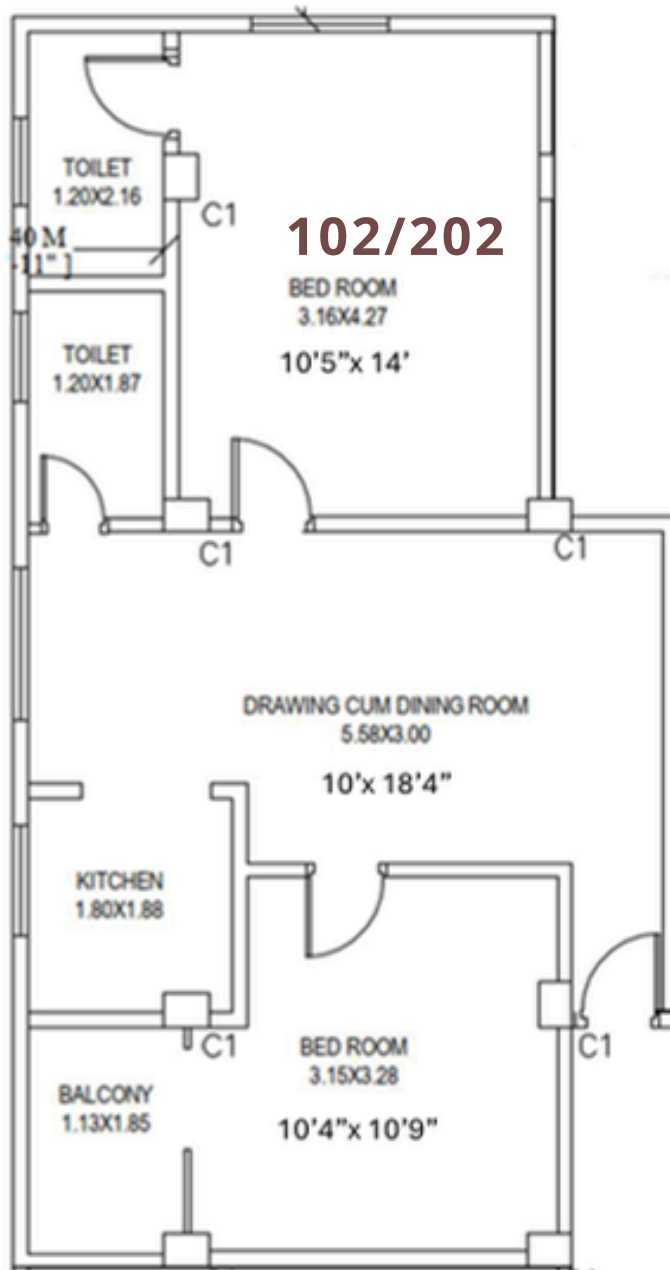 TOILET
1.20X2.16
C1
40 M
-11" ]
102/202
BED ROOM
3.16X4.27
10'5"x 14'
TOILET
1.20X1.87
C1
C1
DRAWING CUM DINING ROOM
5.58X3.00
10'x 18'4"
KITCHEN
1.80X1.88
C1
BED ROOM
3.15X3.28
10'4"x 10'9"
C1
BALCONY
1.13X1.85